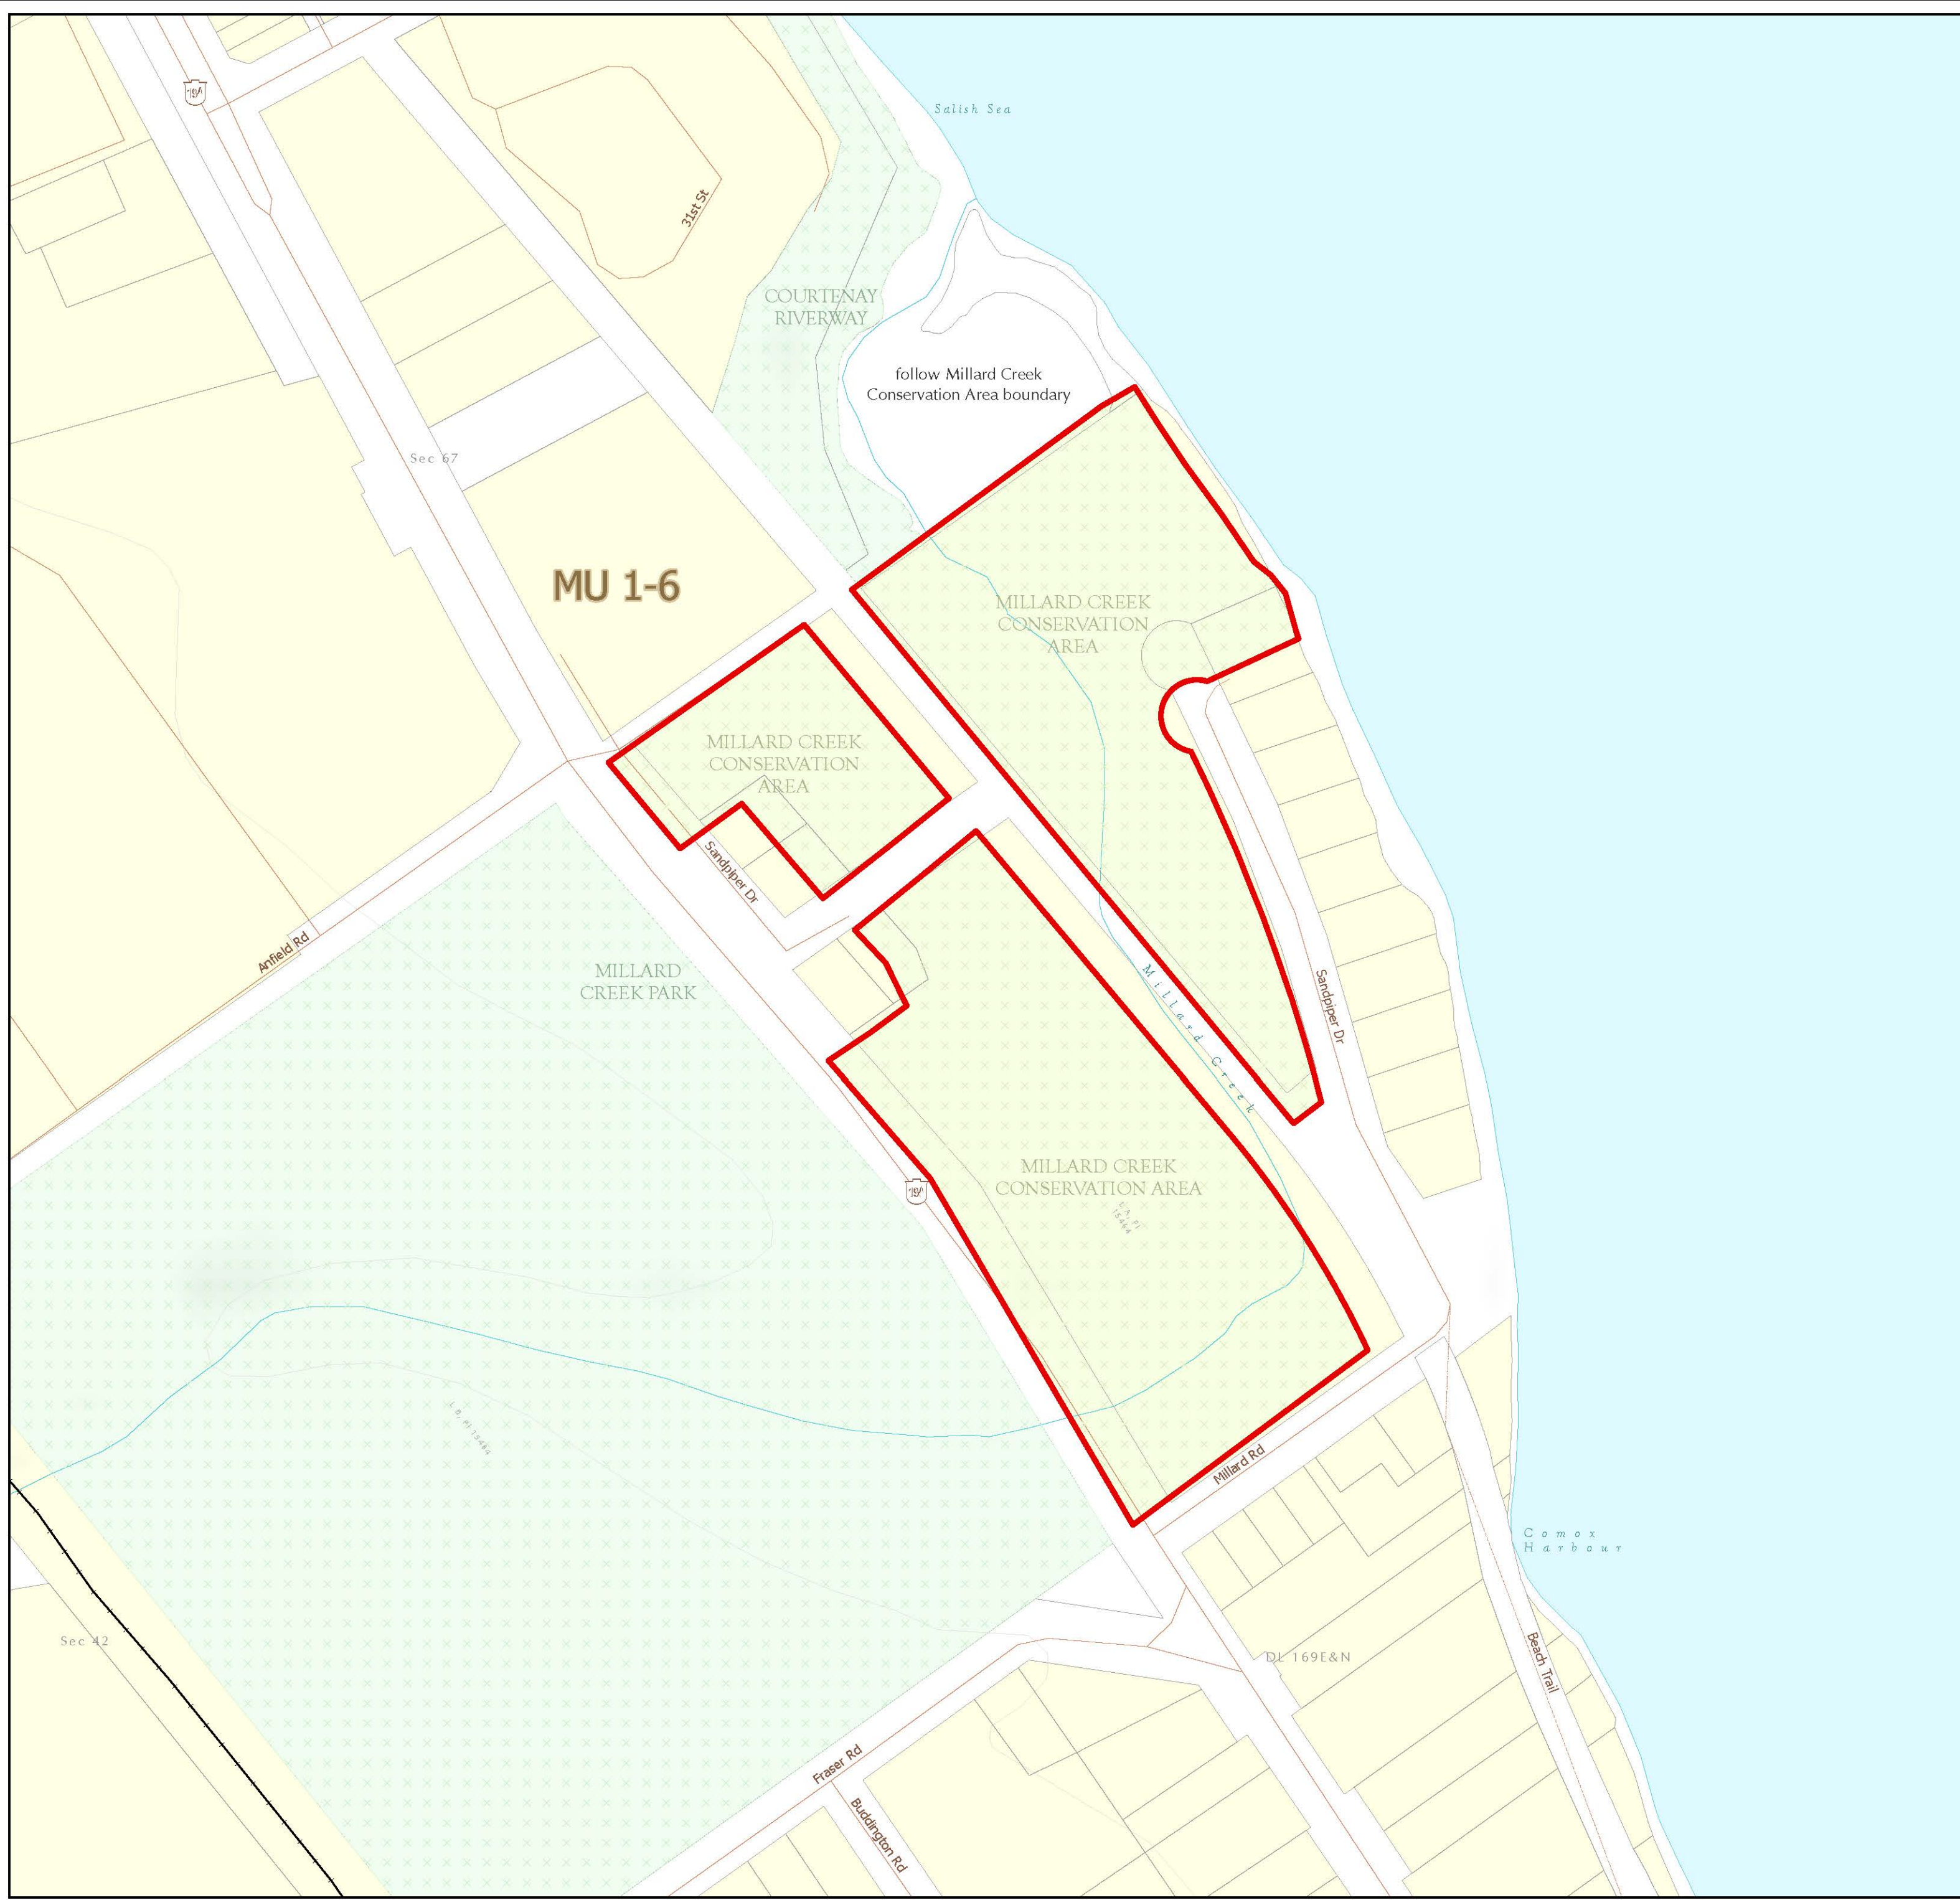 19A
Salish Sea
31st St
COURTENAY
RIVERWAY
follow Millard Creek
Conservation Area boundary
Sec 67
MU 1-6
MILLARD CREEK
CONSERVATION
AREA
MILLARD CREEK
CONSERVATION
AREA
Sandpiper Dr
Anfield Rd
MILLARD
CREEK PARK
Millard Creek
Sandpiper Dr
MILLARD CREEK
CONSERVATION AREA
19A
Millard Rd
Comox
Harbour
Sec 42
DL 169E&N
Beach Trail
Fraser Rd
Buddington Rd